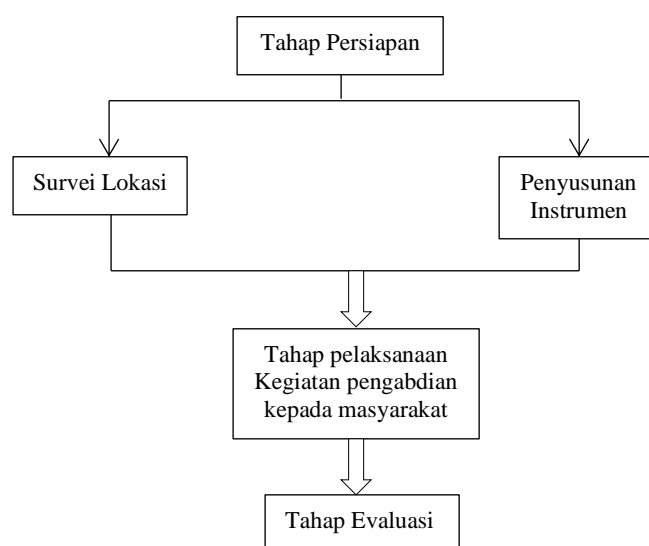 Tahap Persiapan
Survei Lokasi
Penyusunan
Instrumen
Tahap pelaksanaan
Kegiatan pengabdian
kepada masyarakat
Tahap Evaluasi